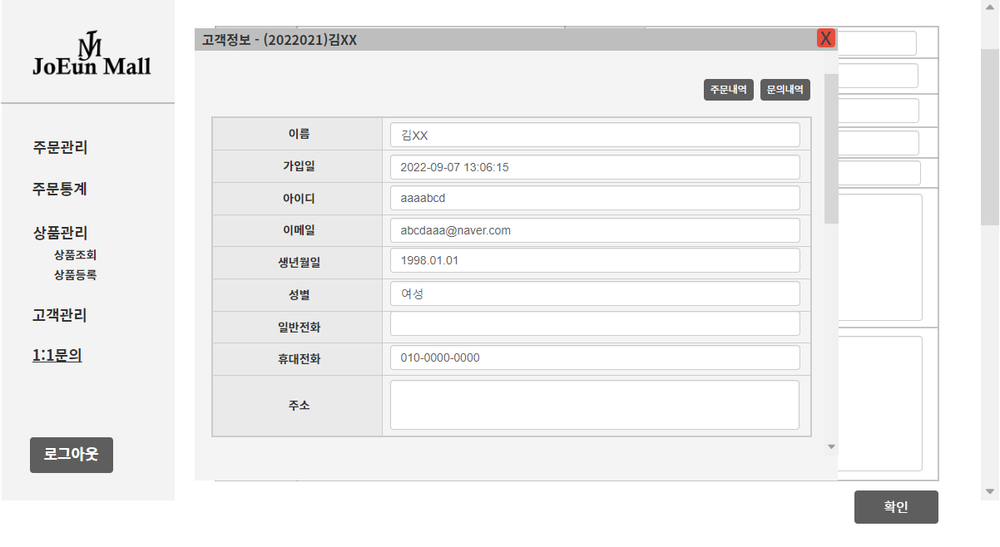 JM
JoEun Mall
주문관리
주문통계
상품관리
상품조회
상품등록
고객관리
1:1문의
로그아웃
고객정보 - (2022021)김XX X
주문내역 문의내역
이름 김XX
가입일 2022-09-07 13:06:15
아이디 aaaabcd
이메일 abcdaaa@naver.com
생년월일 1998.01.01
성별 여성
일반전화
휴대전화 010-0000-0000
주소
확인